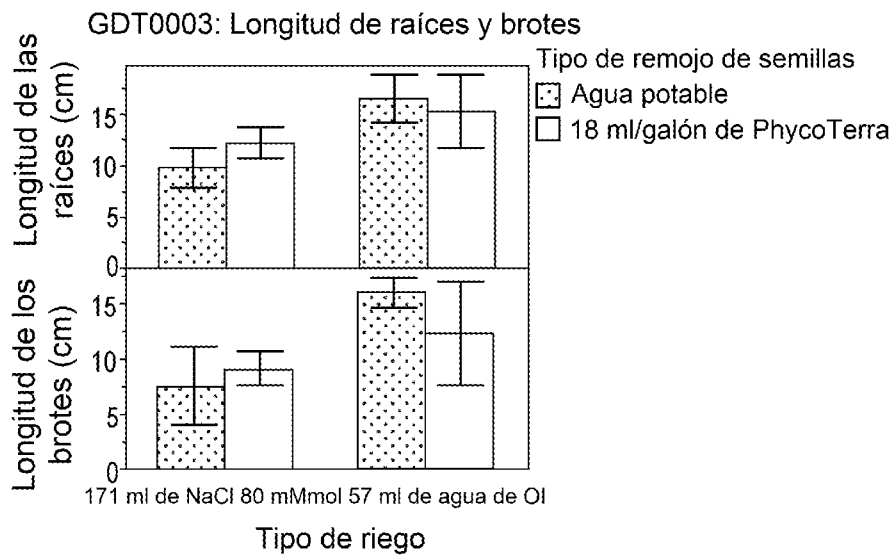 GDT0003: Longitud de raíces y brotes
Tipo de remojo de semillas
Agua potable
18 ml/galón de PhycoTerra
Longitud de las
raíces (cm)
15
10
5
0
Longitud de los
brotes (cm)
15
10
5
0
171 ml de NaCl 80 mMmol 57 ml de agua de OI
Tipo de riego